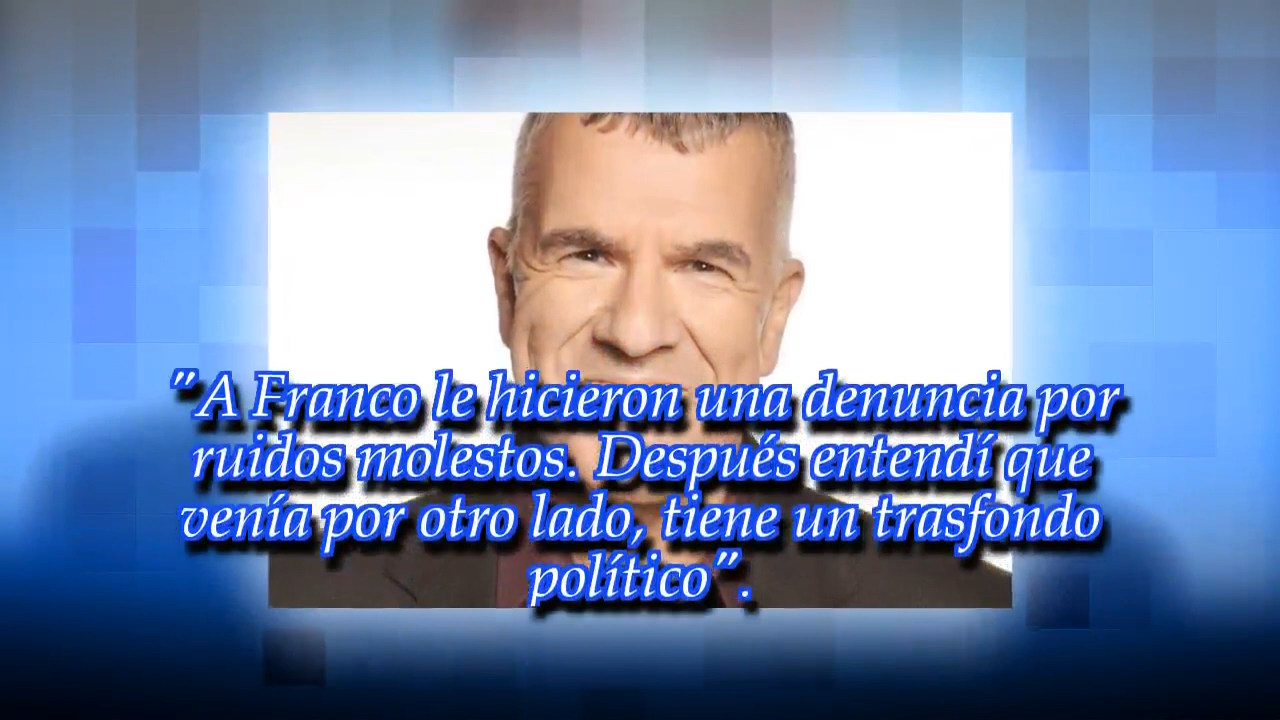 "A Franco le hicieron una denuncia por
ruidos molestos. Después entendí que
venía por otro lado, tiene un trasfondo
político".